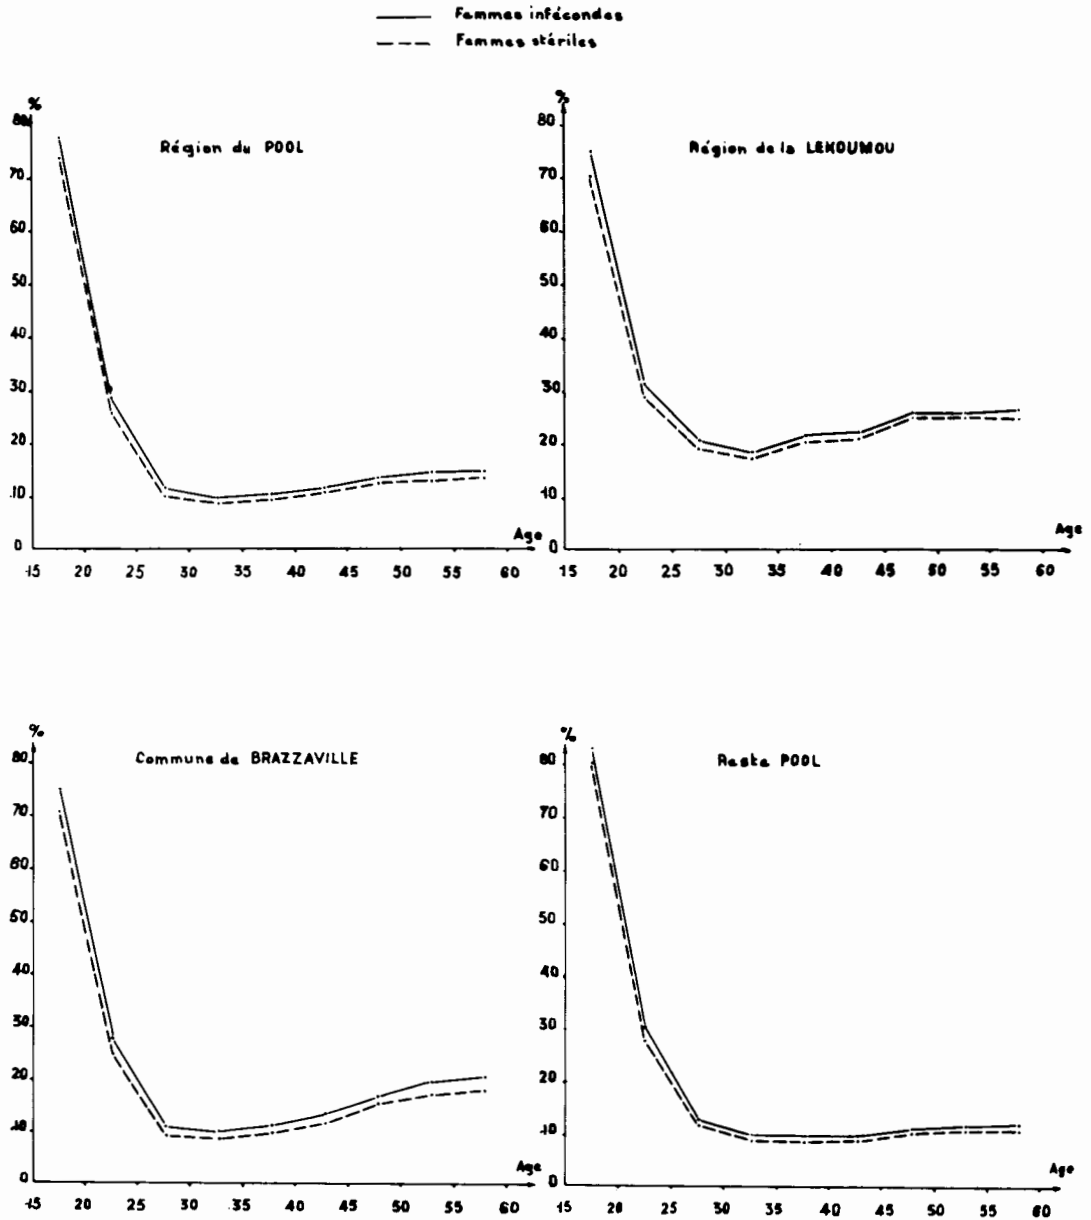 Femmes infécondes
Femmes stériles
%
80
Région du POOL
70
60
50
40
30
20
10
0
Age
15 20 25 30 35 40 45 50 55 60
%
80
Région de la LEKOUMOU
70
60
50
40
30
20
10
0
Age
15 20 25 30 35 40 45 50 55 60
%
80
Commune de BRAZZAVILLE
70
60
50
40
30
20
10
0
Age
15 20 25 30 35 40 45 50 55 60
%
80
Reste POOL
70
60
50
40
30
20
10
0
Age
15 20 25 30 35 40 45 50 55 60